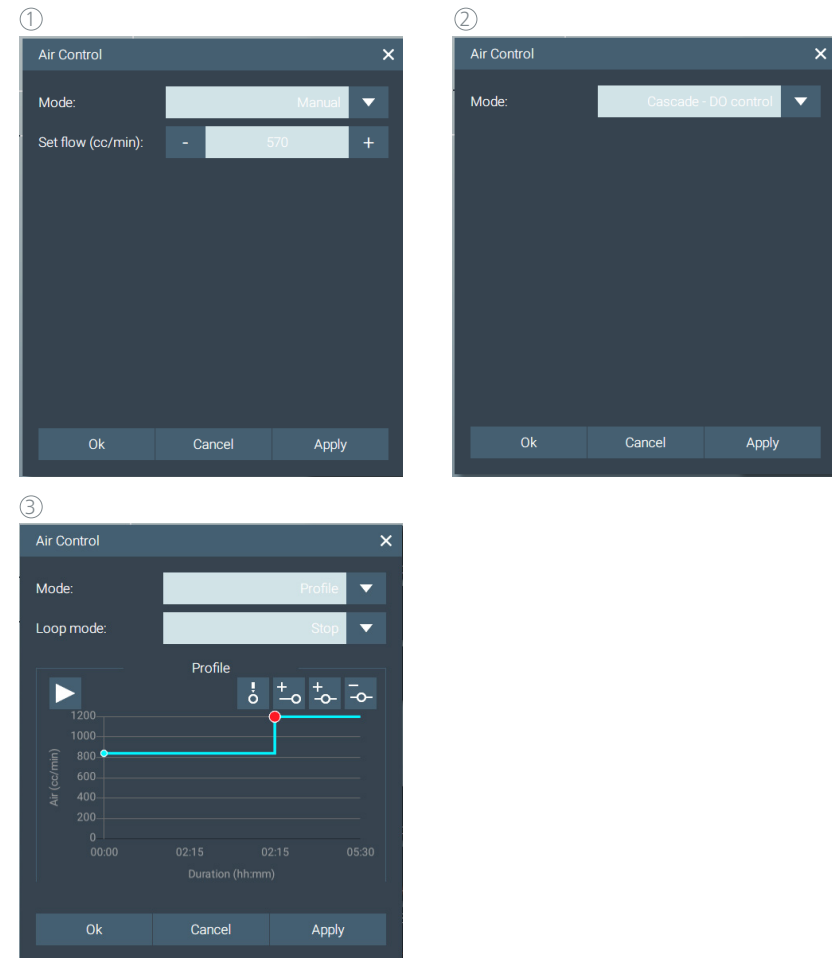 ①
Air Control
Mode: Manual
Set flow (cc/min): - 570 +
Ok Cancel Apply
②
Air Control
Mode: Cascade - DO control
Ok Cancel Apply
③
Air Control
Mode: Profile
Loop mode: Stop
Profile
1200
1000
800
600
400
200
0
Air (cc/min)
00:00 02:15 02:15 05:30
Duration (hh:mm)
Ok Cancel Apply